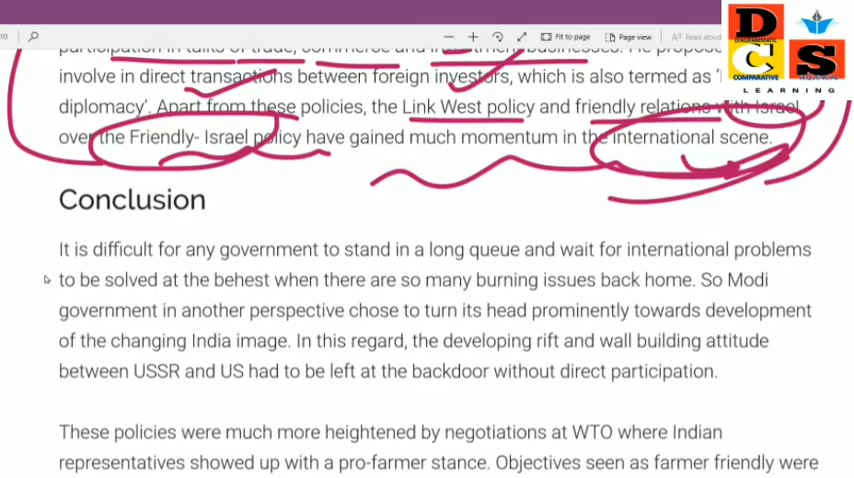 10
Fit to page
Page view
Read aloud
participation in talks of trade, commerce and investment businesses. He propose
involve in direct transactions between foreign investors, which is also termed as '
diplomacy'. Apart from these policies, the Link West policy and friendly relations with Israel
over the Friendly- Israel policy have gained much momentum in the international scene.
Conclusion
It is difficult for any government to stand in a long queue and wait for international problems
to be solved at the behest when there are so many burning issues back home. So Modi
government in another perspective chose to turn its head prominently towards development
of the changing India image. In this regard, the developing rift and wall building attitude
between USSR and US had to be left at the backdoor without direct participation.
These policies were much more heightened by negotiations at WTO where Indian
representatives showed up with a pro-farmer stance. Objectives seen as farmer friendly were
D
DIAGRAMMATIC
C
COMPARATIVE
S
LEARNING